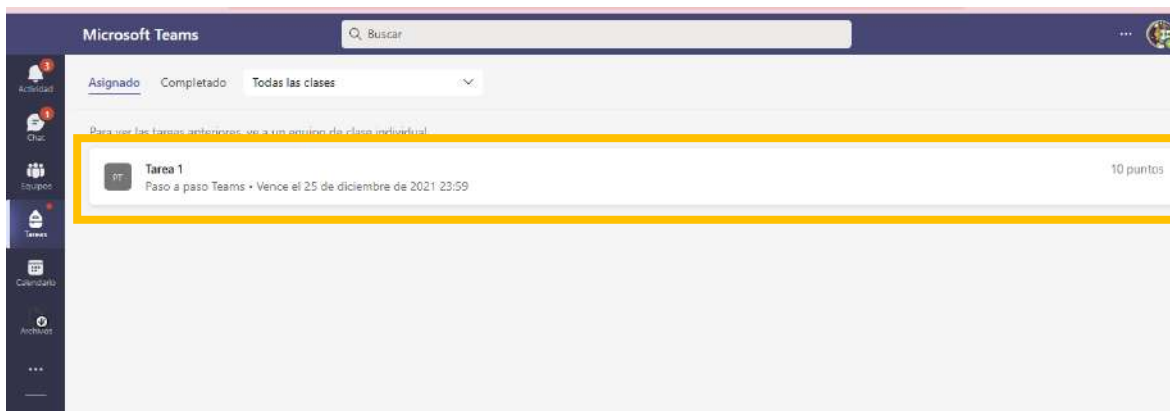 Microsoft Teams
Buscar
Asignado Completado Todas las clases
Para ver las tareas anteriores, ve a un equipo de clase individual
PT
Tarea 1
10 puntos
Paso a paso Teams • Vence el 25 de diciembre de 2021 23:59
3
Actividad
1
Chat
Equipos
Tareas
Calendario
Archivos